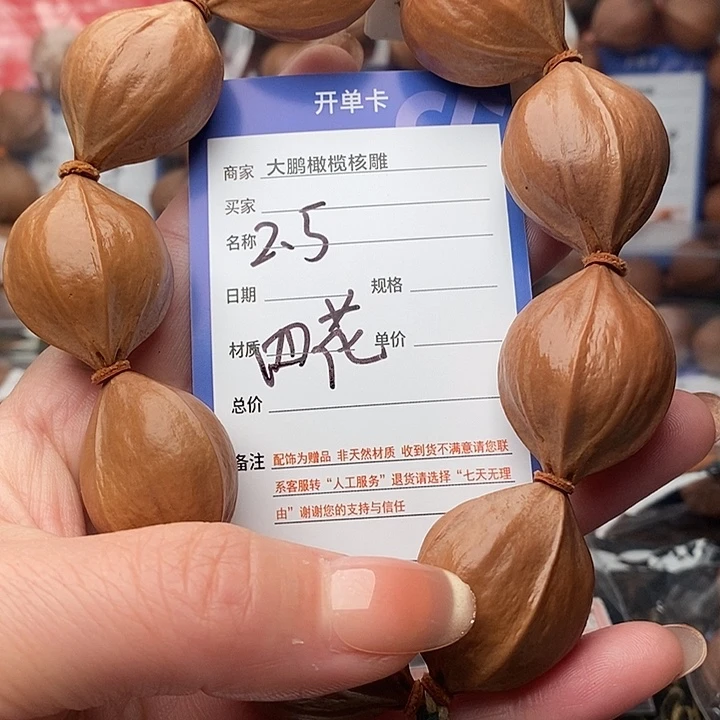 开单卡
商家 大鹏橄榄核雕
买家
名称 2.5
日期 规格
材质 四花 单价
总价
备注 配饰为赠品 非天然材质 收到货不满意请您联
系客服转“人工服务”退货请选择“七天无理
由”谢谢您的支持与信任